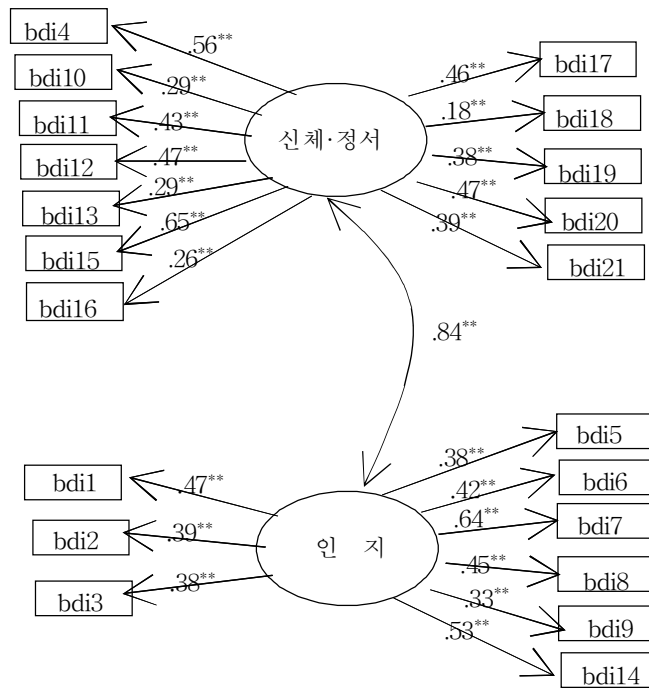 bdi4
.56**
bdi10
.29**
bdi11
.43**
bdi12
.47**
bdi13
.29**
bdi15
.65**
bdi16
.26**
신체·정서
.46**
bdi17
.18**
bdi18
.38**
bdi19
.47**
bdi20
.39**
bdi21
.84**
bdi1
.47**
bdi2
.39**
bdi3
.38**
인 지
.38**
bdi5
.42**
bdi6
.64**
bdi7
.45**
bdi8
.33**
bdi9
.53**
bdi14